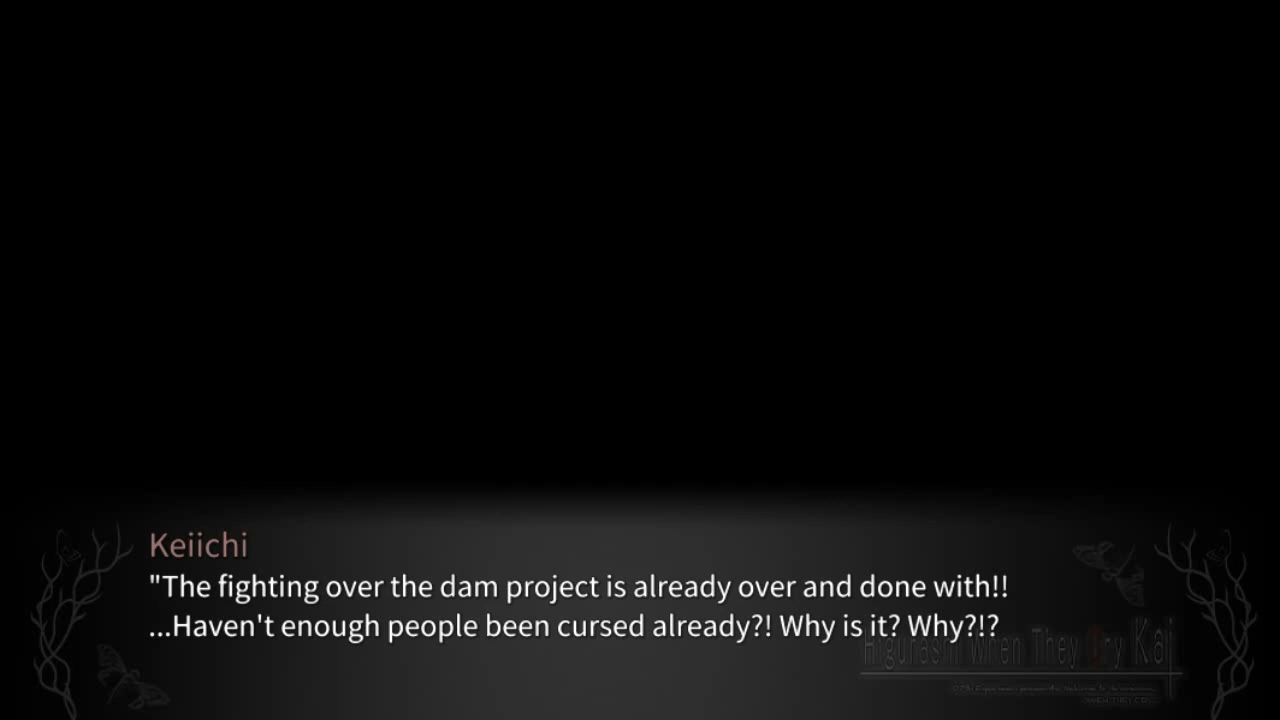 Keiichi
"The fighting over the dam project is already over and done with!!
...Haven't enough people been cursed already?! Why is it? Why?!?
Higurashi When They Cry Kai